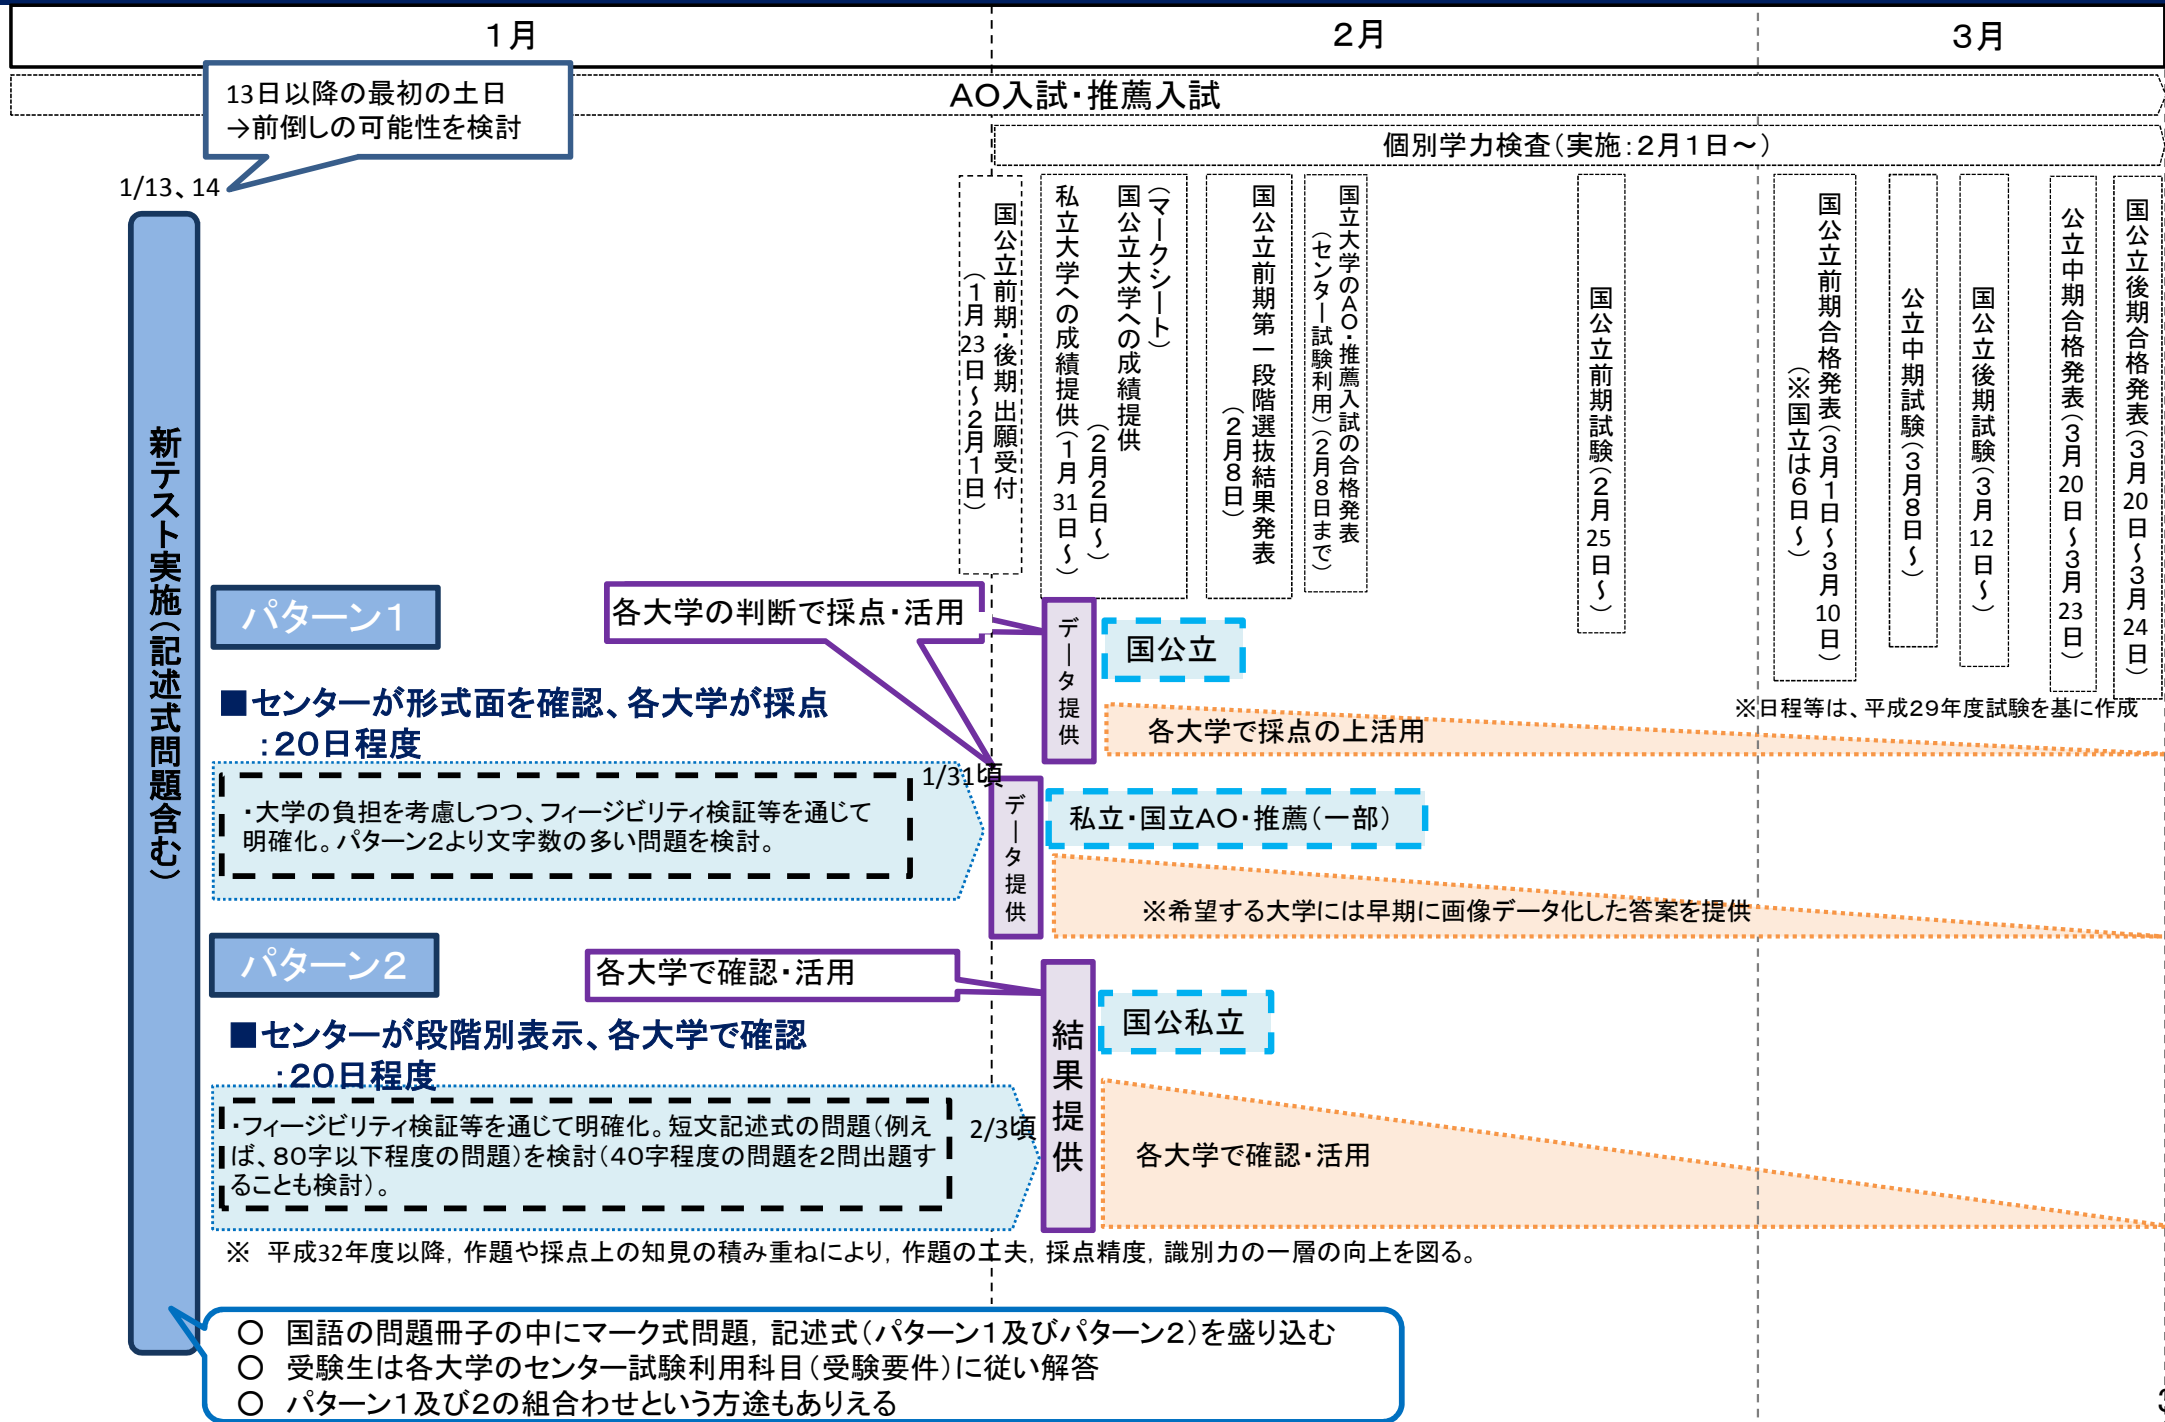 1月
2月
3月
AO入試・推薦入試
13日以降の最初の土日
→前倒しの可能性を検討
個別学力検査(実施:2月1日～)
1/13、14
新テスト実施(記述式問題含む)
国公立前期・後期 出願受付
(1月23日～2月1日)
(マークシート)
国公立大学への成績提供
(2月2日～)
私立大学への成績提供(1月31日～)
国公立前期第一段階選抜結果発表
(2月8日)
国立大学のAO・推薦入試の合格発表
(センター試験利用)(2月8日まで)
国公立前期試験(2月25日～)
国公立前期合格発表(3月1日～3月10日)
(※国立は6日～)
公立中期試験(3月8日～)
国公立後期試験(3月12日～)
公立中期合格発表(3月20日～3月23日)
国公立後期合格発表(3月20日～3月24日)
※日程等は、平成29年度試験を基に作成
パターン1
各大学の判断で採点・活用
データ提供
国公立
■センターが形式面を確認、各大学が採点
:20日程度
各大学で採点の上活用
1/31頃
・大学の負担を考慮しつつ、フィージビリティ検証等を通じて
明確化。パターン2より文字数の多い問題を検討。
データ提供
私立・国立AO・推薦(一部)
※希望する大学には早期に画像データ化した答案を提供
パターン2
各大学で確認・活用
結果提供
国公私立
■センターが段階別表示、各大学で確認
:20日程度
2/3頃
・フィージビリティ検証等を通じて明確化。短文記述式の問題(例え
ば、80字以下程度の問題)を検討(40字程度の問題を2問出題す
ることも検討)。
各大学で確認・活用
※ 平成32年度以降, 作題や採点上の知見の積み重ねにより, 作題の工夫, 採点精度, 識別力の一層の向上を図る。
○ 国語の問題冊子の中にマーク式問題, 記述式(パターン1及びパターン2)を盛り込む
○ 受験生は各大学のセンター試験利用科目(受験要件)に従い解答
○ パターン1及び2の組合わせという方途もありえる